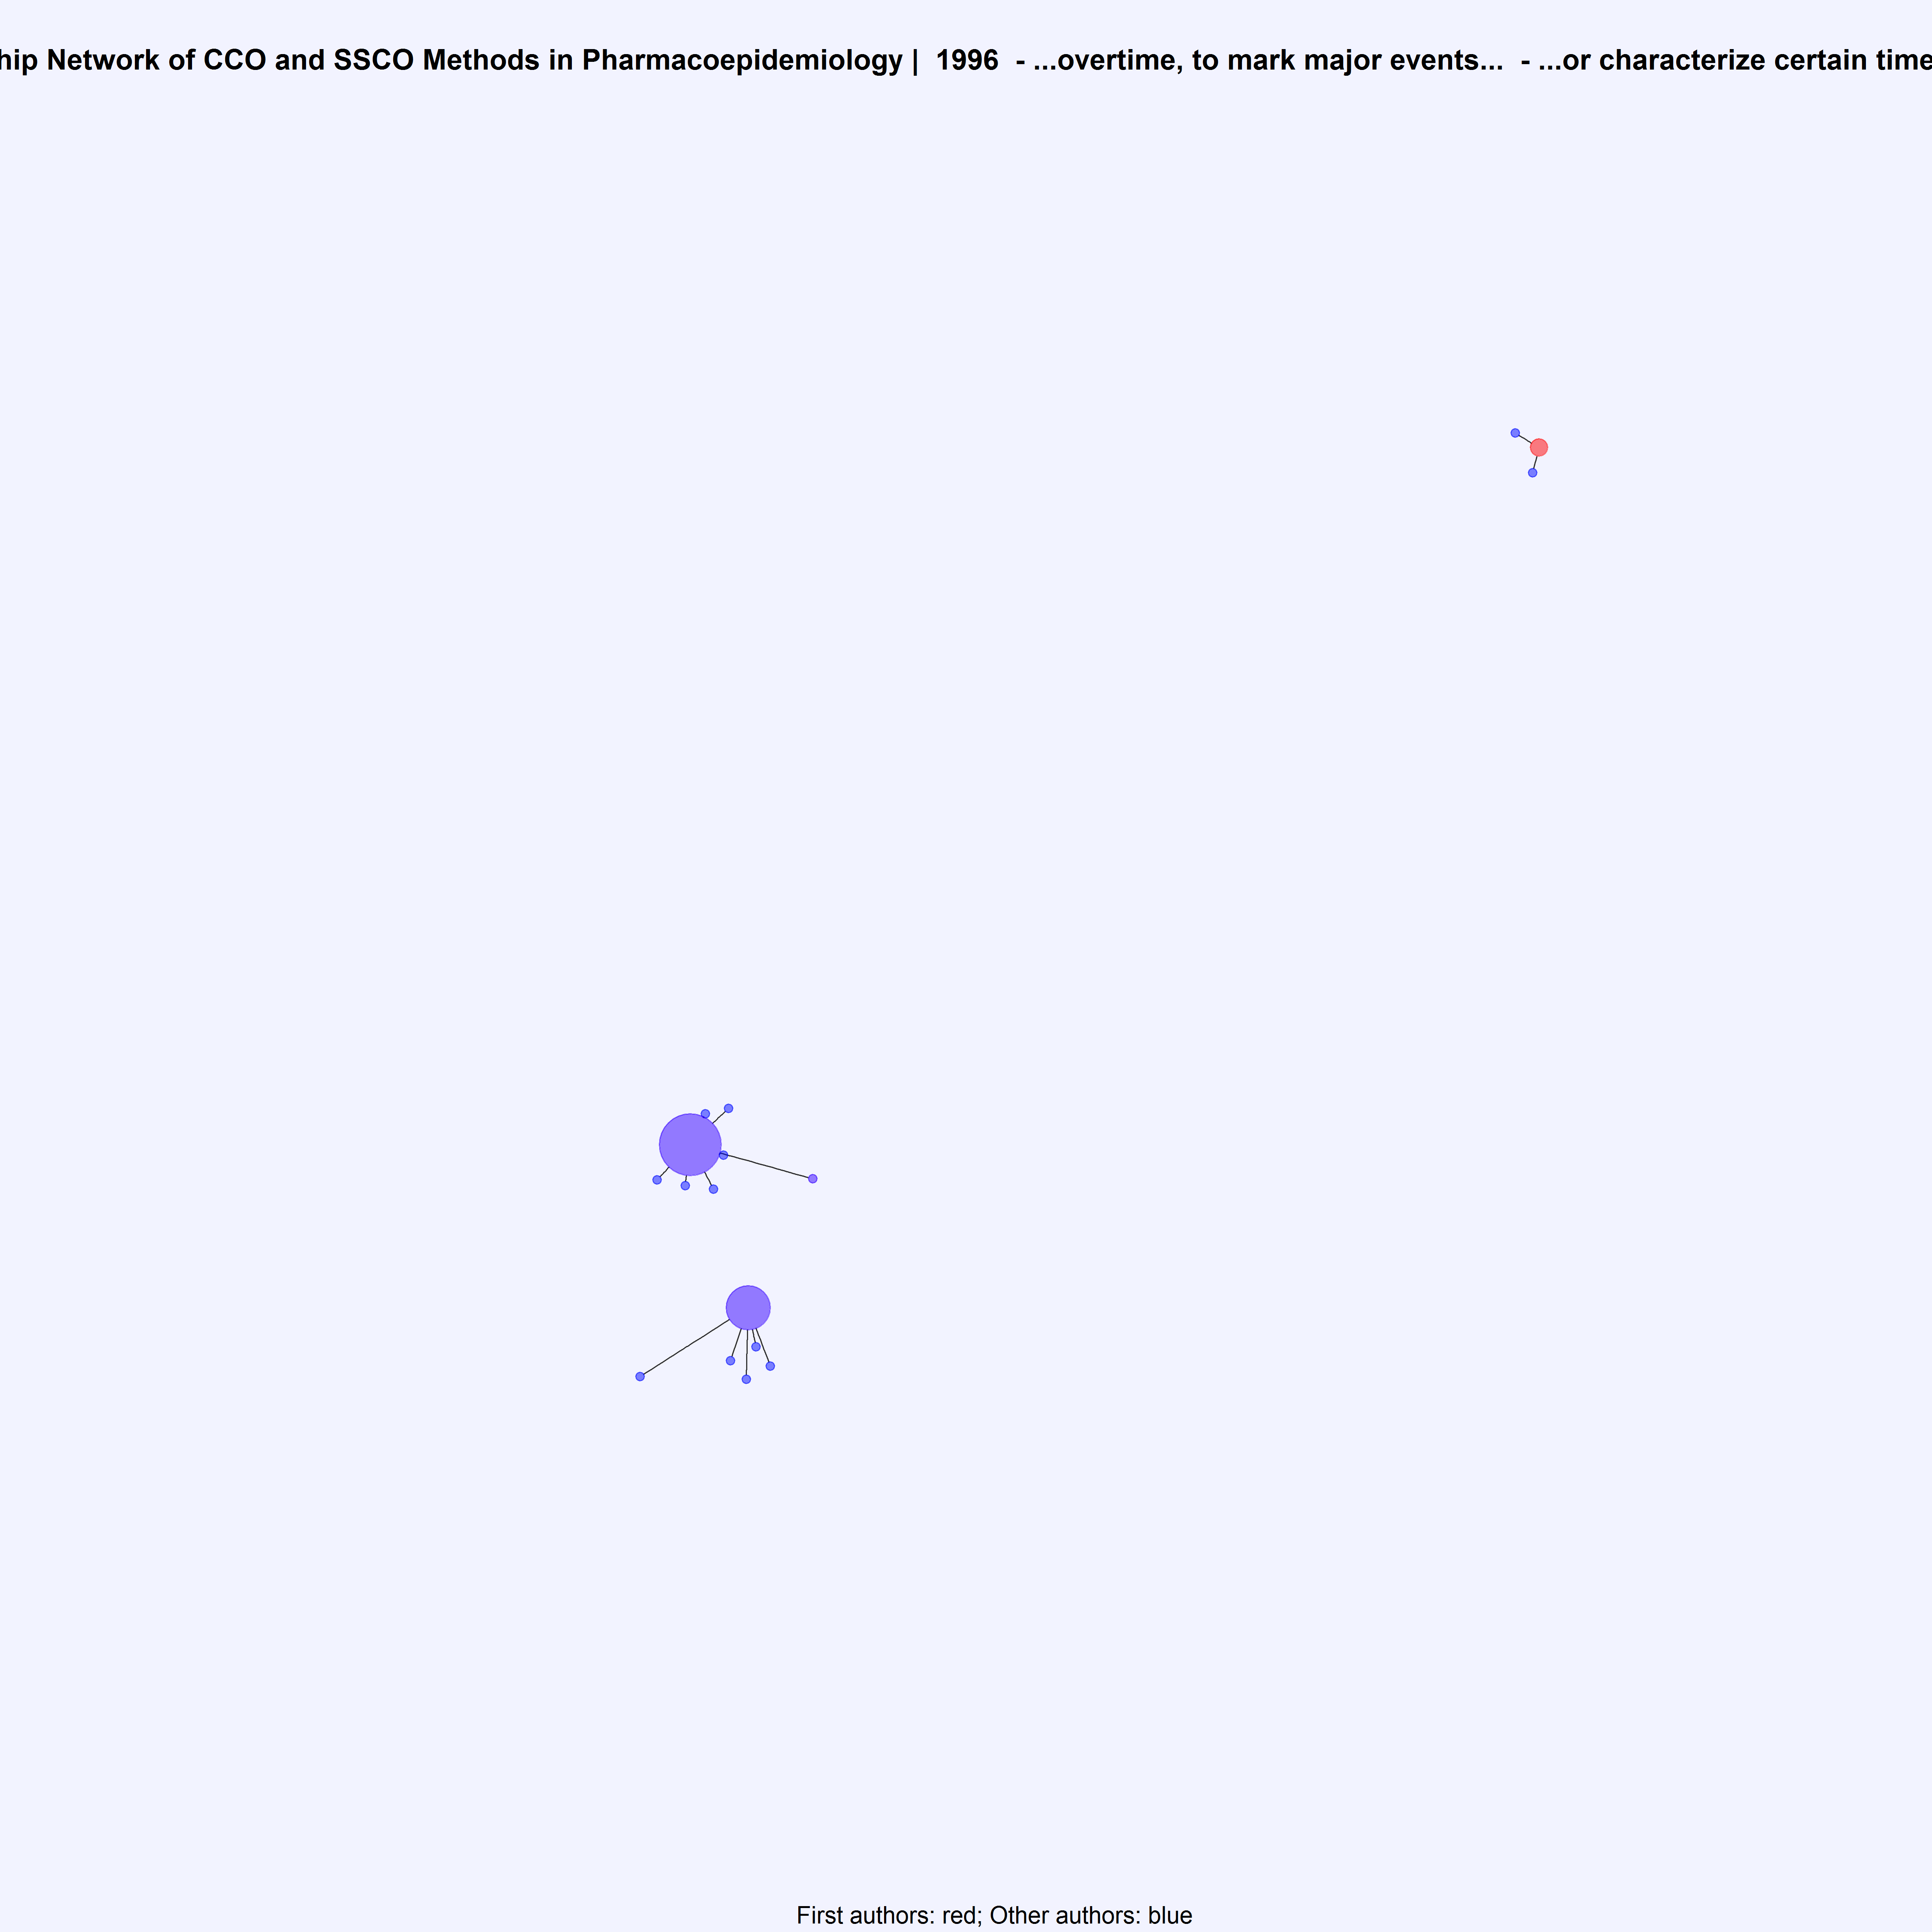 hip Network of CCO and SSCO Methods in Pharmacoepidemiology | 1996 - ...overtime, to mark major events... - ...or characterize certain time
First authors: red; Other authors: blue